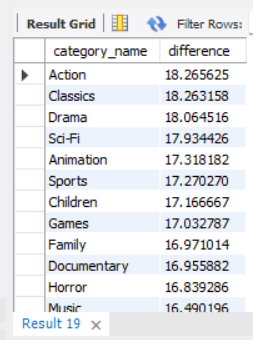 Result Grid Filter Rows:
category_name difference
Action 18.265625
Classics 18.263158
Drama 18.064516
Sci-Fi 17.934426
Animation 17.318182
Sports 17.270270
Children 17.166667
Games 17.032787
Family 16.971014
Documentary 16.955882
Horror 16.839286
Music 16.490196
Result 19